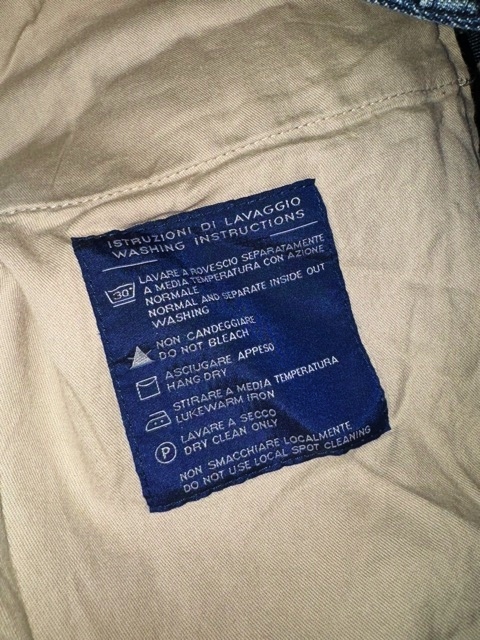 ISTRUZIONI DI LAVAGGIO
WASHING INSTRUCTIONS
30°
LAVARE A ROVESCIO SEPARATAMENTE
A MEDIA TEMPERATURA CON AZIONE
NORMALE
NORMAL AND SEPARATE INSIDE OUT
WASHING
NON CANDEGGIARE
DO NOT BLEACH
ASCIUGARE APPESO
HANG DRY
STIRARE A MEDIA TEMPERATURA
LUKEWARM IRON
P
LAVARE A SECCO
DRY CLEAN ONLY
NON SMACCHIARE LOCALMENTE
DO NOT USE LOCAL SPOT CLEANING